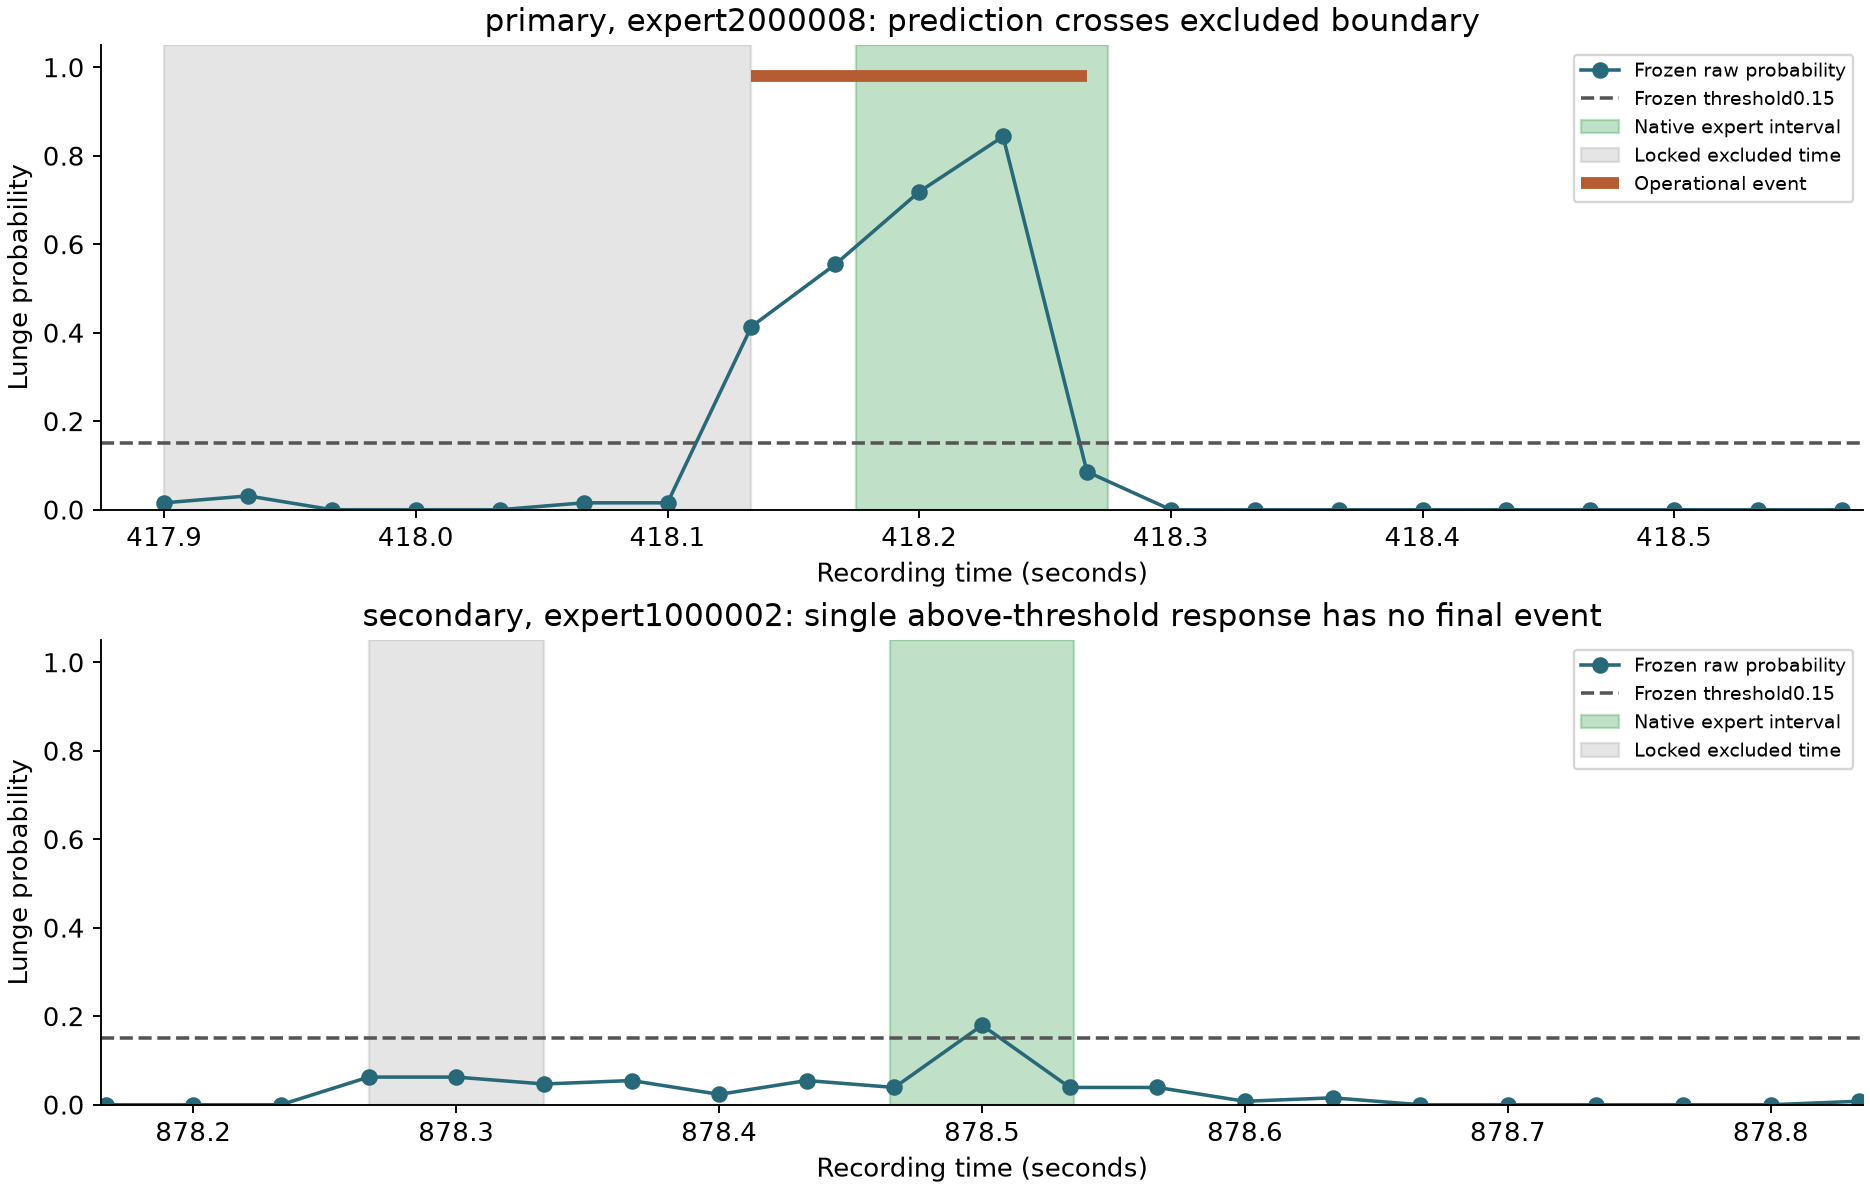 primary, expert2000008: prediction crosses excluded boundary
1.0
0.8
0.6
0.4
0.2
0.0
Lunge probability
Frozen raw probability
Frozen threshold0.15
Native expert interval
Locked excluded time
Operational event
417.9 418.0 418.1 418.2 418.3 418.4 418.5
Recording time (seconds)
secondary, expert1000002: single above-threshold response has no final event
1.0
0.8
0.6
0.4
0.2
0.0
Lunge probability
Frozen raw probability
Frozen threshold0.15
Native expert interval
Locked excluded time
878.2 878.3 878.4 878.5 878.6 878.7 878.8
Recording time (seconds)